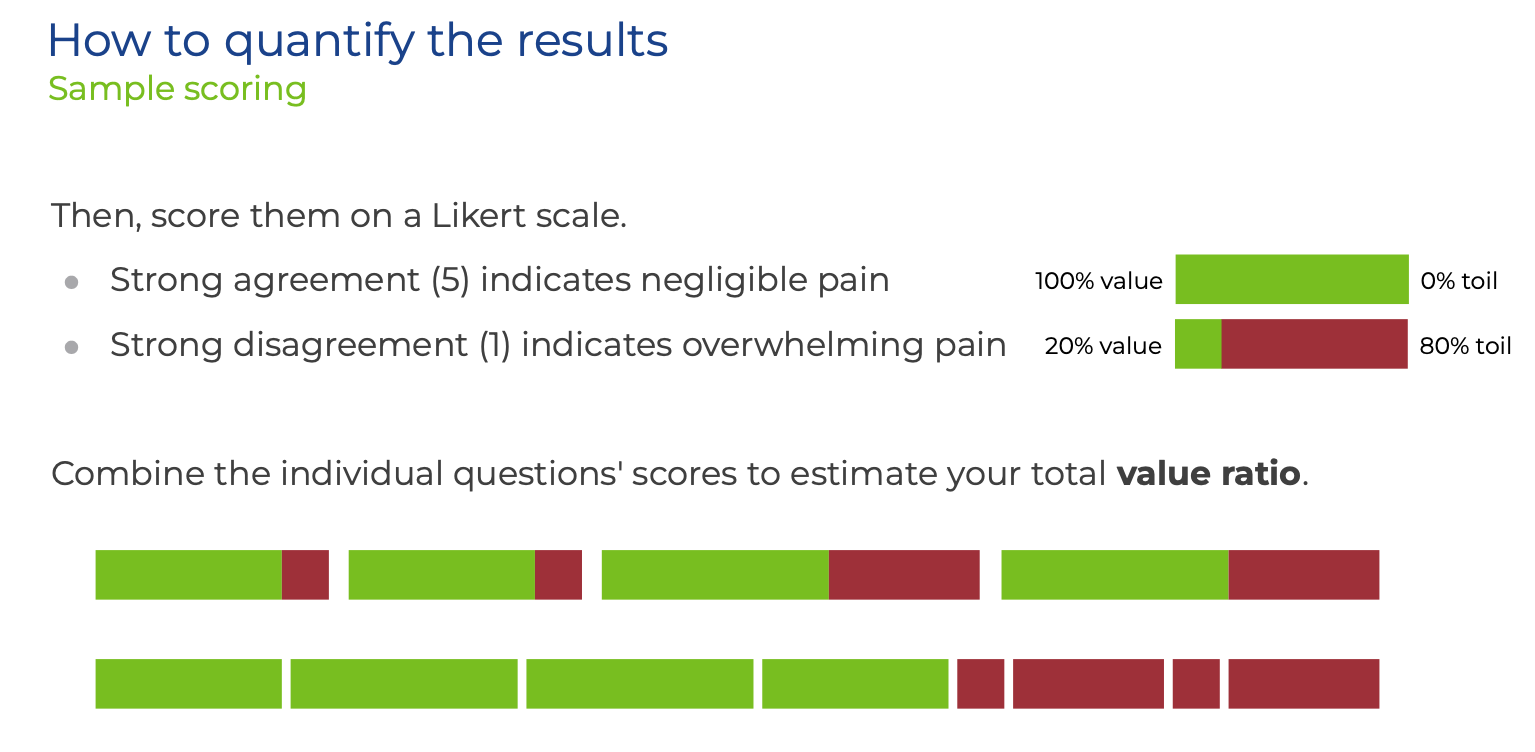 How to quantify the results
Sample scoring
Then, score them on a Likert scale.
Strong agreement (5) indicates negligible pain
100% value
0% toil
Strong disagreement (1) indicates overwhelming pain
20% value
80% toil
Combine the individual questions' scores to estimate your total value ratio.